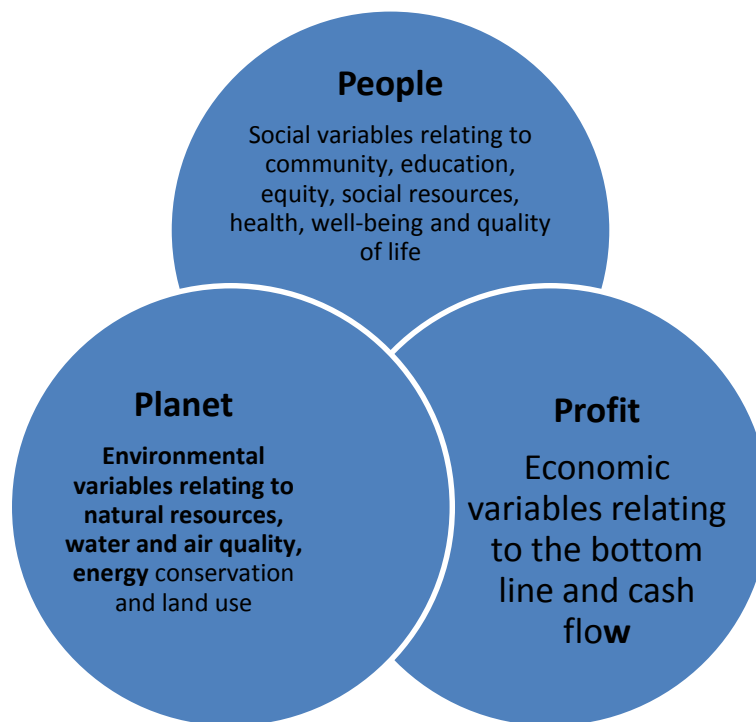 People
Social variables relating to
community, education,
equity, social resources,
health, well-being and quality
of life
Planet
Environmental
variables relating to
natural resources,
water and air quality,
energy conservation
and land use
Profit
Economic
variables relating
to the bottom
line and cash
flow